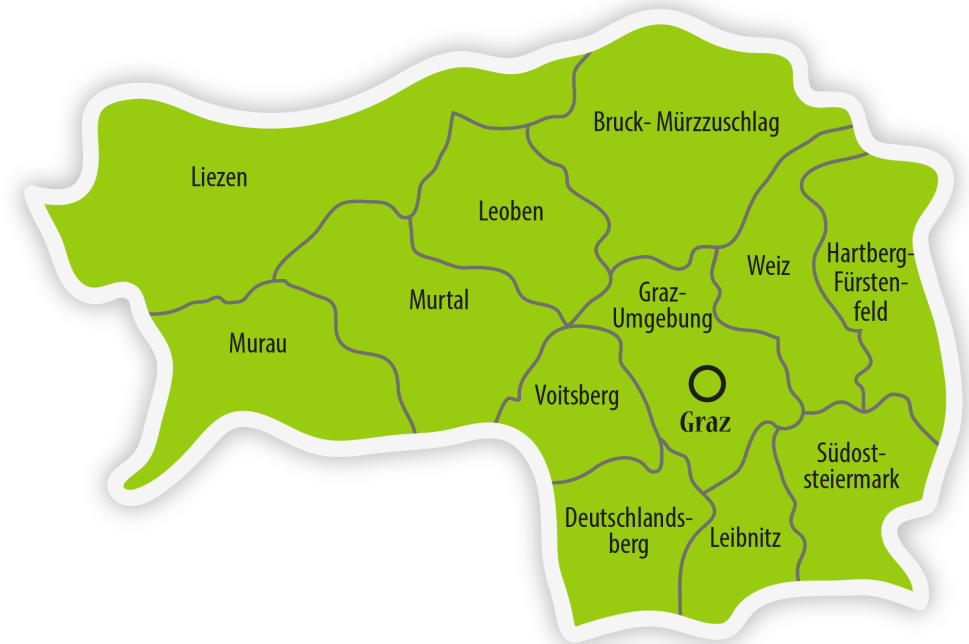 Bruck- Mürzzuschlag
Liezen
Leoben
Weiz
Hartberg-
Fürsten-
feld
Murtal
Graz-
Umgebung
Murau
Voitsberg
Graz
Südost-
steiermark
Deutschlands-
berg
Leibnitz